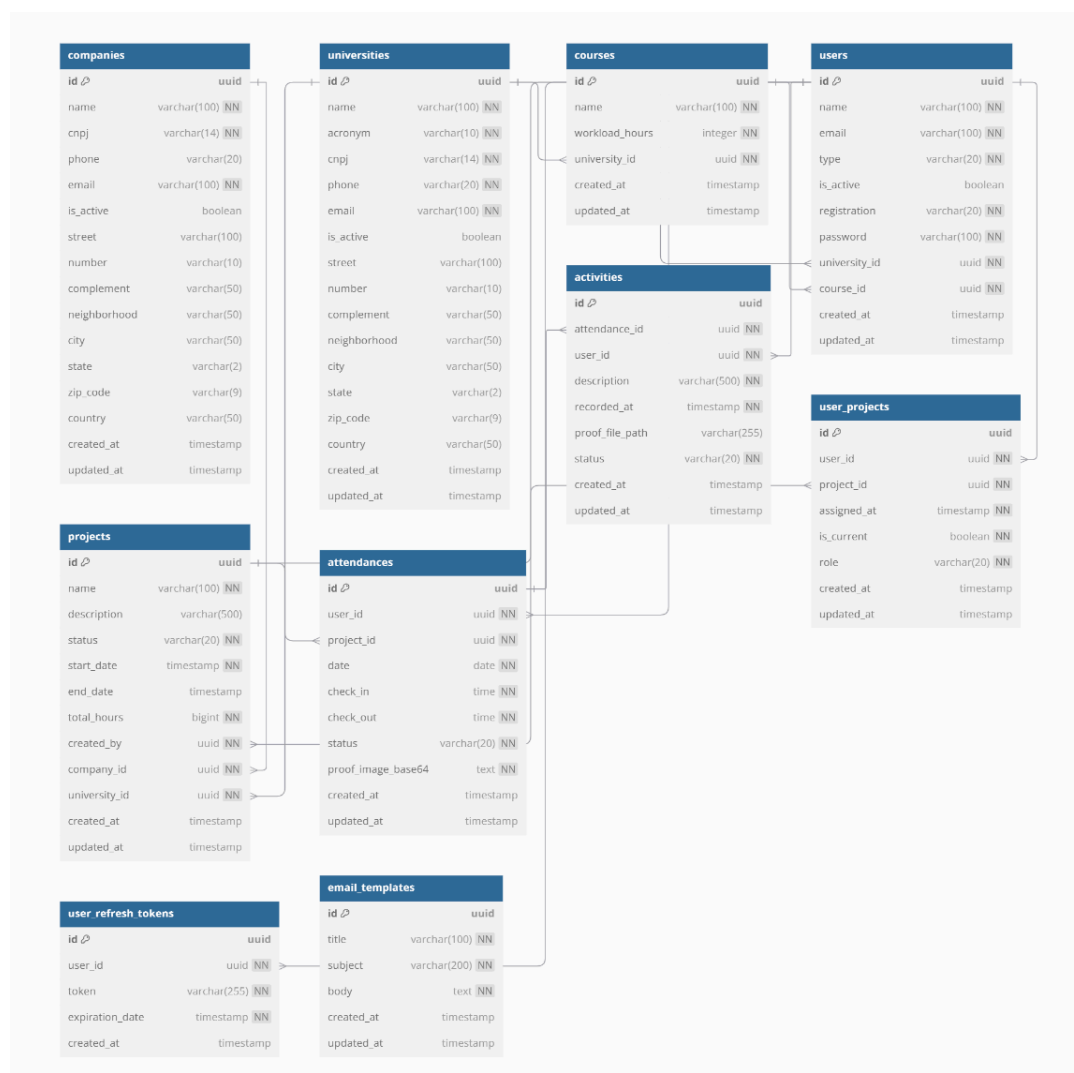 companies
id uuid
name varchar(100) NN
cnpj varchar(14) NN
phone varchar(20)
email varchar(100) NN
is_active boolean
street varchar(100)
number varchar(10)
complement varchar(50)
neighborhood varchar(50)
city varchar(50)
state varchar(2)
zip_code varchar(9)
country varchar(50)
created_at timestamp
updated_at timestamp
universities
id uuid
name varchar(100) NN
acronym varchar(10) NN
cnpj varchar(14) NN
phone varchar(20) NN
email varchar(100) NN
is_active boolean
street varchar(100)
number varchar(10)
complement varchar(50)
neighborhood varchar(50)
city varchar(50)
state varchar(2)
zip_code varchar(9)
country varchar(50)
created_at timestamp
updated_at timestamp
courses
id uuid
name varchar(100) NN
workload_hours integer NN
university_id uuid NN
created_at timestamp
updated_at timestamp
users
id uuid
name varchar(100) NN
email varchar(100) NN
type varchar(20) NN
is_active boolean
registration varchar(20) NN
password varchar(100) NN
university_id uuid NN
course_id uuid NN
created_at timestamp
updated_at timestamp
activities
id uuid
attendance_id uuid NN
user_id uuid NN
description varchar(500) NN
recorded_at timestamp NN
proof_file_path varchar(255)
status varchar(20) NN
created_at timestamp
updated_at timestamp
user_projects
id uuid
user_id uuid NN
project_id uuid NN
assigned_at timestamp NN
is_current boolean NN
role varchar(20) NN
created_at timestamp
updated_at timestamp
projects
id uuid
name varchar(100) NN
description varchar(500)
status varchar(20) NN
start_date timestamp NN
end_date timestamp
total_hours bigint NN
created_by uuid NN
company_id uuid NN
university_id uuid NN
created_at timestamp
updated_at timestamp
attendances
id uuid
user_id uuid NN
project_id uuid NN
date date NN
check_in time NN
check_out time NN
status varchar(20) NN
proof_image_base64 text NN
created_at timestamp
updated_at timestamp
user_refresh_tokens
id uuid
user_id uuid NN
token varchar(255) NN
expiration_date timestamp NN
created_at timestamp
email_templates
id uuid
title varchar(100) NN
subject varchar(200) NN
body text NN
created_at timestamp
updated_at timestamp